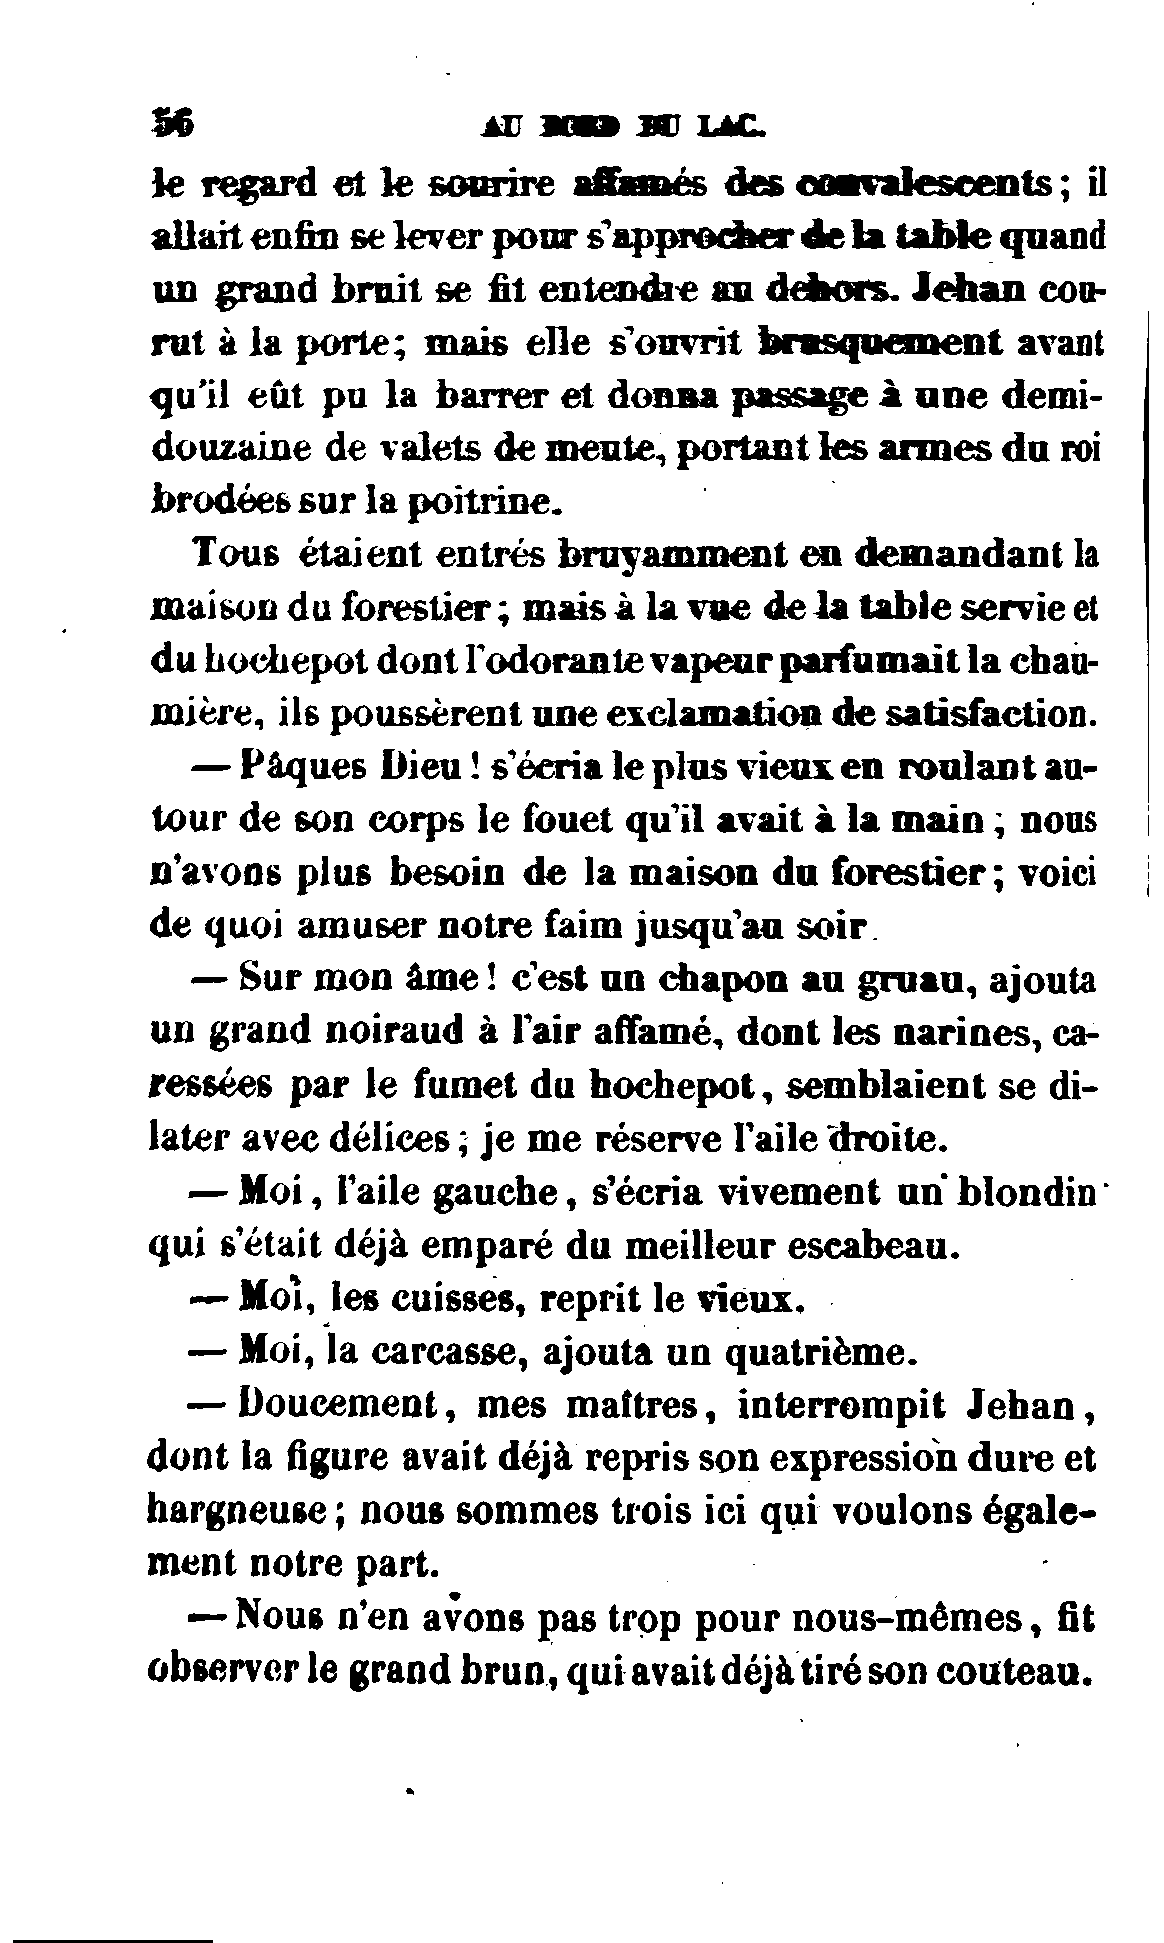 56 AU BORD DU LAC.
le regard et le sourire affamés des convalescents ; il
allait enfin se lever pour s'approcher de la table quand
un grand bruit se fit entendre au dehors. Jehan cou-
rut à la porte ; mais elle s'ouvrit brusquement avant
qu'il eût pu la barrer et donna passage à une demi-
douzaine de valets de meute, portant les armes du roi
brodées sur la poitrine.
Tous étaient entrés bruyamment en demandant la
maison du forestier ; mais à la vue de la table servie et
du hochepot dont l'odorante vapeur parfumait la chau-
mière, ils poussèrent une exclamation de satisfaction.
— Pâques Dieu ! s'écria le plus vieux en roulant au-
tour de son corps le fouet qu'il avait à la main ; nous
n'avons plus besoin de la maison du forestier ; voici
de quoi amuser notre faim jusqu'au soir.
— Sur mon âme ! c'est un chapon au gruau, ajouta
un grand noiraud à l'air affamé, dont les narines, ca-
ressées par le fumet du hochepot, semblaient se di-
later avec délices ; je me réserve l'aile droite.
— Moi, l'aile gauche, s'écria vivement un blondin
qui s'était déjà emparé du meilleur escabeau.
— Moi, les cuisses, reprit le vieux.
— Moi, la carcasse, ajouta un quatrième.
— Doucement, mes maîtres, interrompit Jehan,
dont la figure avait déjà repris son expression dure et
hargneuse ; nous sommes trois ici qui voulons égale-
ment notre part.
— Nous n'en avons pas trop pour nous-mêmes, fit
observer le grand brun, qui avait déjà tiré son couteau.